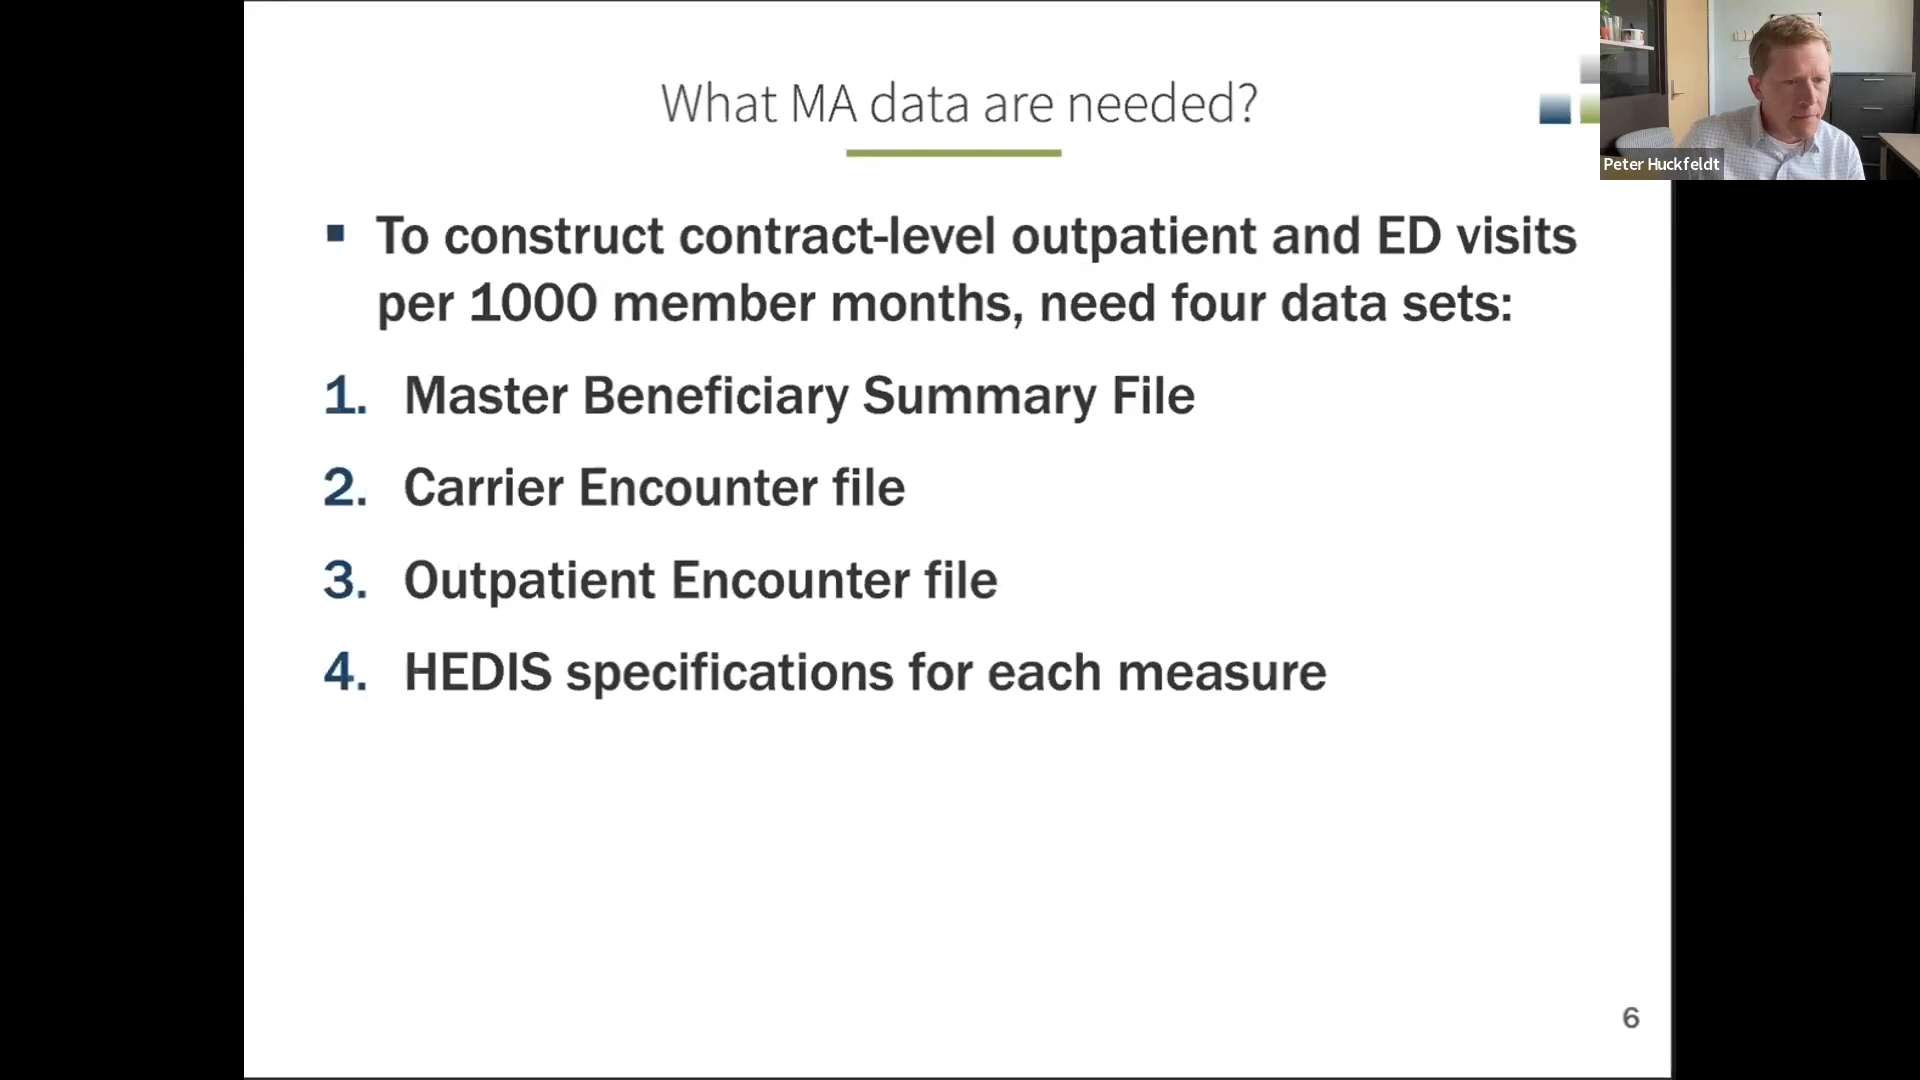 What MA data are needed?
Peter Huckfeldt
▪ To construct contract-level outpatient and ED visits
per 1000 member months, need four data sets:
1. Master Beneficiary Summary File
2. Carrier Encounter file
3. Outpatient Encounter file
4. HEDIS specifications for each measure
6